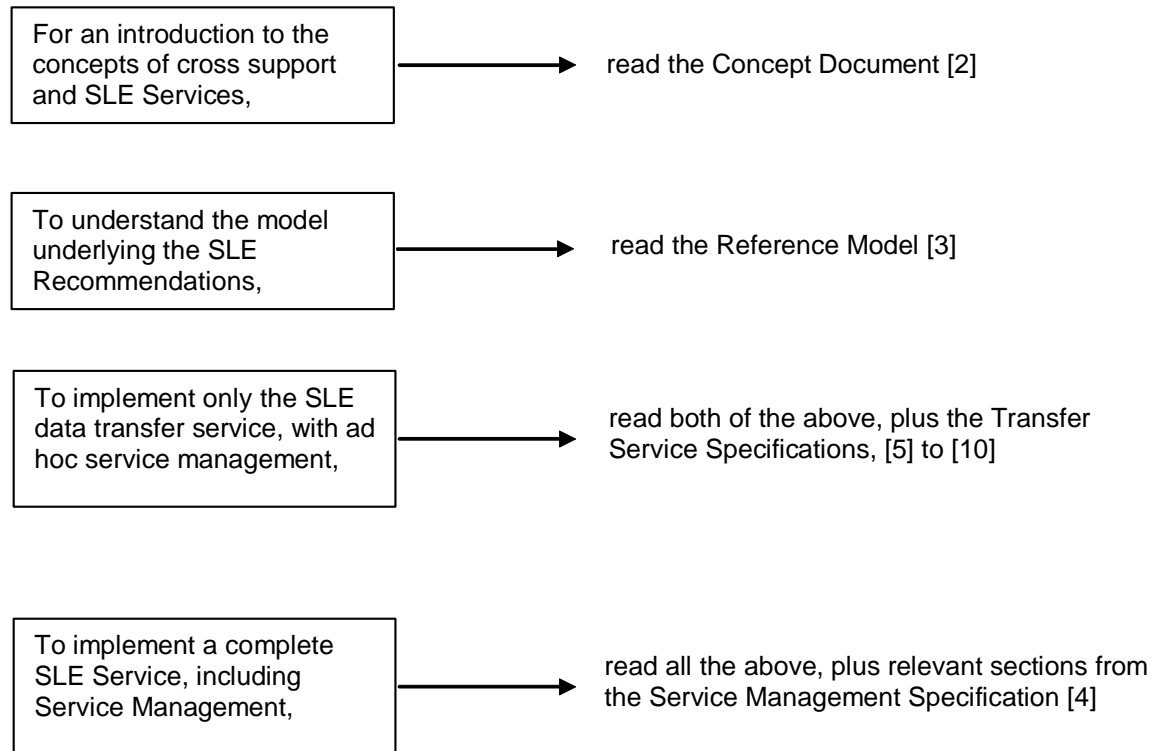 For an introduction to the
concepts of cross support
and SLE Services,
read the Concept Document [2]
To understand the model
underlying the SLE
Recommendations,
read the Reference Model [3]
To implement only the SLE
data transfer service, with ad
hoc service management,
read both of the above, plus the Transfer
Service Specifications, [5] to [10]
To implement a complete
SLE Service, including
Service Management,
read all the above, plus relevant sections from
the Service Management Specification [4]